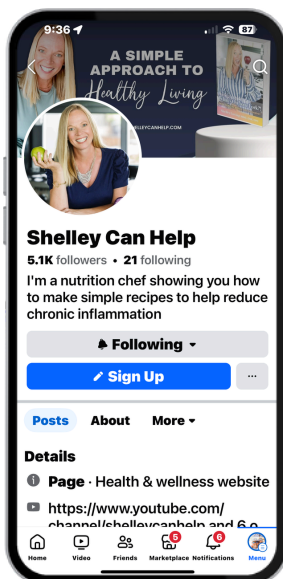 9:36
87
A SIMPLE
APPROACH TO
Healthy Living
SHELLEYCANHELP.COM
Shelley Can Help
5.1K followers • 21 following
I'm a nutrition chef showing you how
to make simple recipes to help reduce
chronic inflammation
Following
Sign Up
...
Posts About More
Details
Page · Health & wellness website
https://www.youtube.com/
channel/shelleycanhelp and 6 o
5 6
Home Video Friends Marketplace Notifications Menu